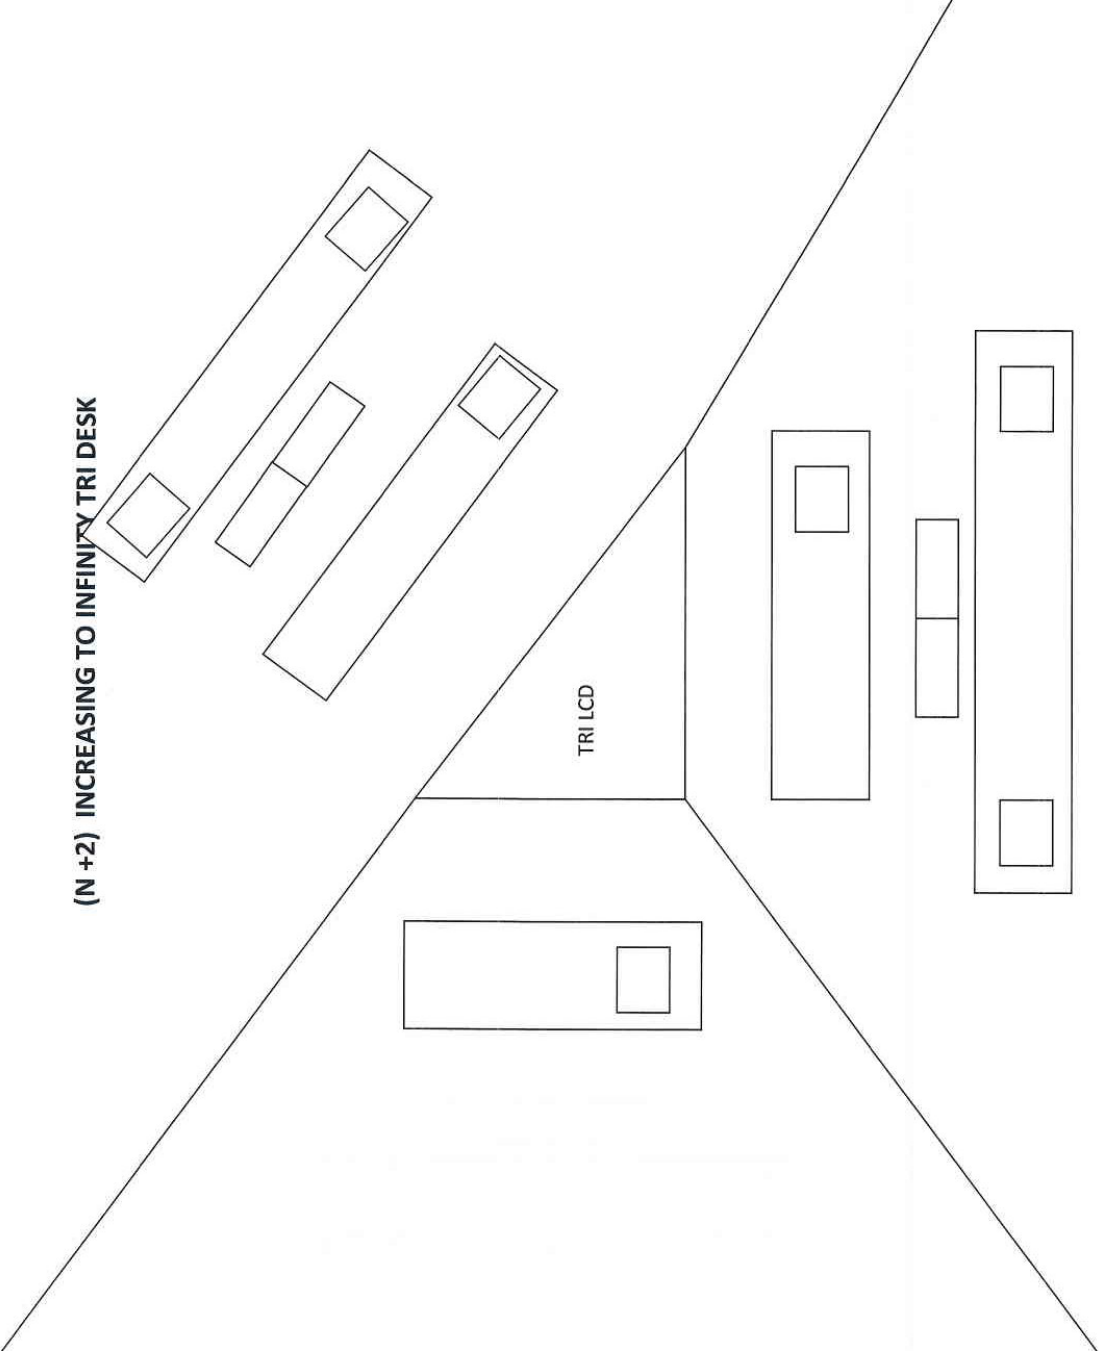 (N +2)  INCREASING TO INFINITY TRI DESK
TRI LCD